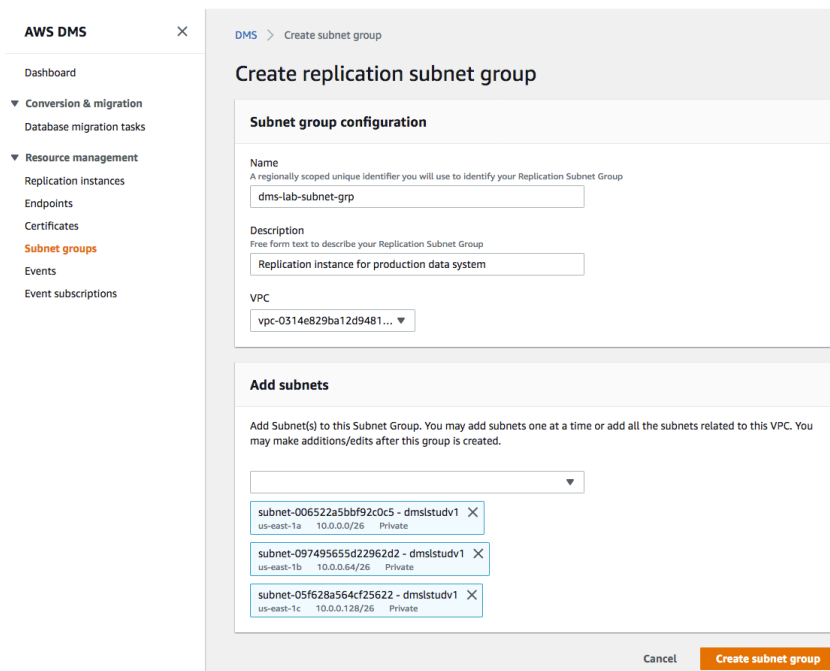 AWS DMS
Dashboard
Conversion & migration
Database migration tasks
Resource management
Replication instances
Endpoints
Certificates
Subnet groups
Events
Event subscriptions
DMS > Create subnet group
Create replication subnet group
Subnet group configuration
Name
A regionally scoped unique identifier you will use to identify your Replication Subnet Group
dms-lab-subnet-grp
Description
Free form text to describe your Replication Subnet Group
Replication instance for production data system
VPC
vpc-0314e829ba12d9481...
Add subnets
Add Subnet(s) to this Subnet Group. You may add subnets one at a time or add all the subnets related to this VPC. You
may make additions/edits after this group is created.
subnet-006522a5bbf92c0c5 - dmslstudv1
us-east-1a 10.0.0.0/26 Private
subnet-097495655d22962d2 - dmslstudv1
us-east-1b 10.0.0.64/26 Private
subnet-05f628a564cf25622 - dmslstudv1
us-east-1c 10.0.0.128/26 Private
Cancel
Create subnet group